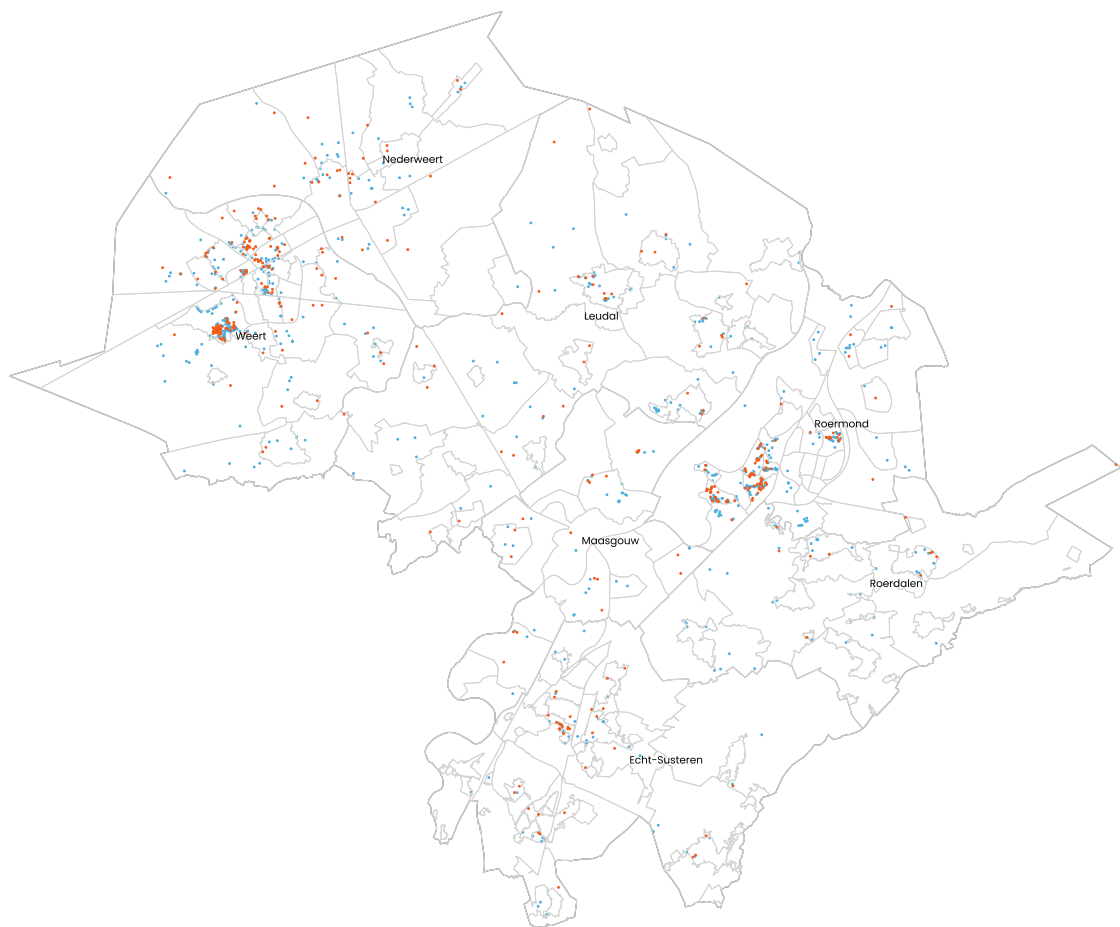 Nederweert
Leudal
Weert
Roermond
Maasgouw
Roerdalen
Echt-Susteren